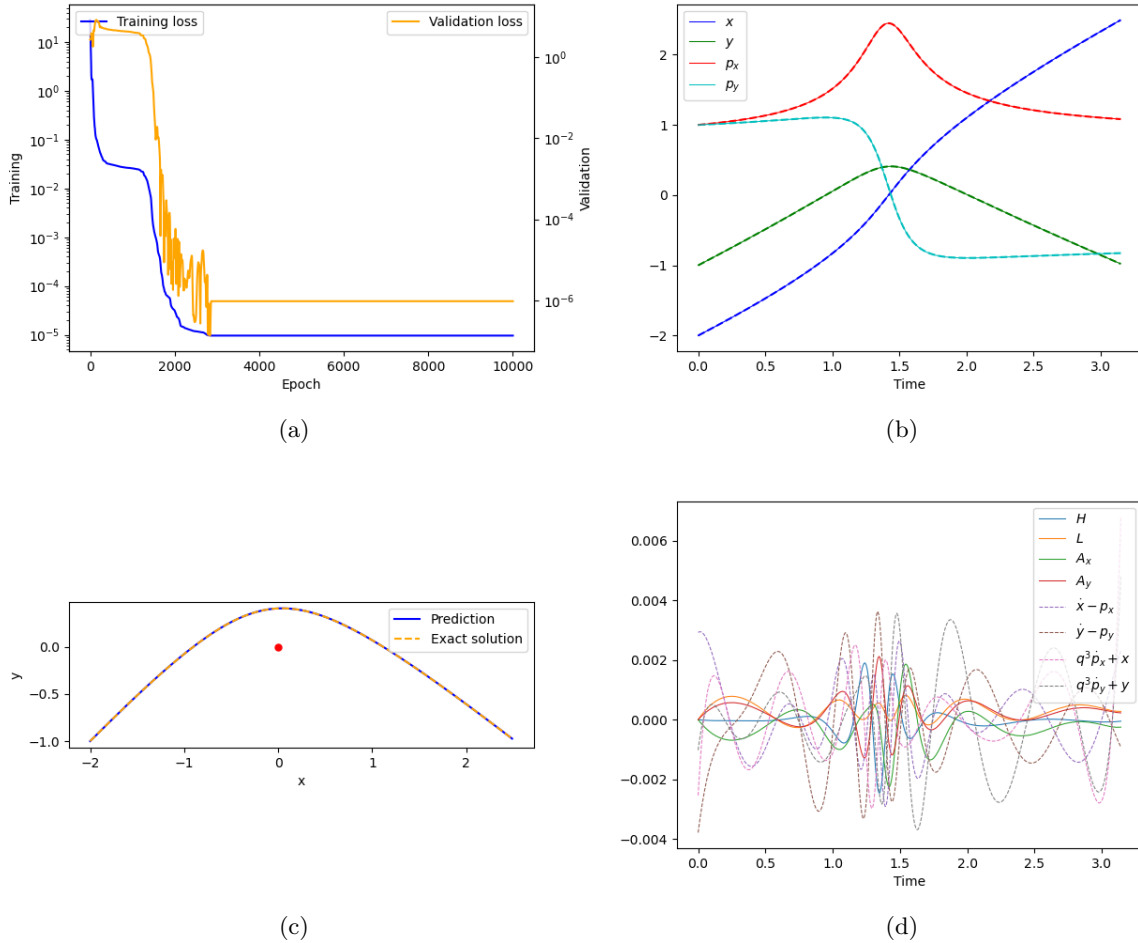 Training loss
Validation loss
10^1
10^0
10^-1
10^-2
10^-3
10^-4
10^-5
Training
10^0
10^-2
10^-4
10^-6
Validation
0 2000 4000 6000 8000 10000
Epoch
(a)
x
y
p_x
p_y
2
1
0
−1
−2
0.0 0.5 1.0 1.5 2.0 2.5 3.0
Time
(b)
Prediction
Exact solution
0.0
−0.5
−1.0
y
−2 −1 0 1 2
x
(c)
H
L
A_x
A_y
ẋ − p_x
ẏ − p_y
q^3ṗ_x + x
q^3ṗ_y + y
0.006
0.004
0.002
0.000
−0.002
−0.004
0.0 0.5 1.0 1.5 2.0 2.5 3.0
Time
(d)